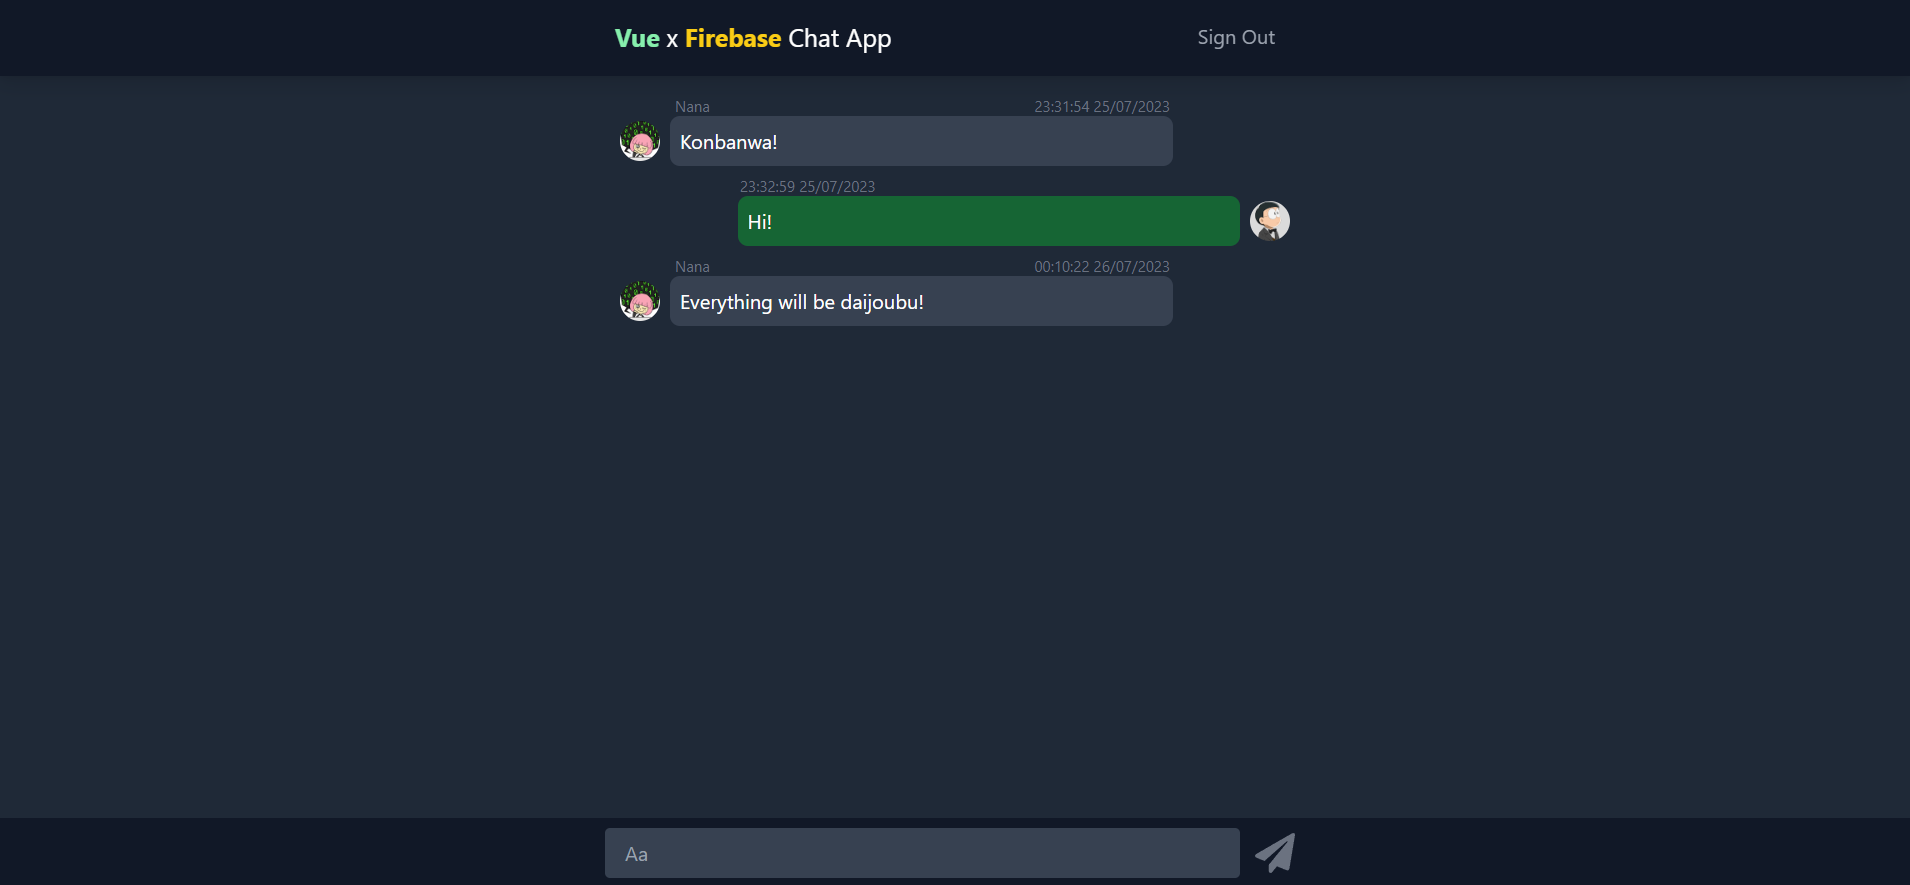 Vue x Firebase Chat App Sign Out
Nana 23:31:54 25/07/2023
Konbanwa!
23:32:59 25/07/2023
Hi!
Nana 00:10:22 26/07/2023
Everything will be daijoubu!
Aa